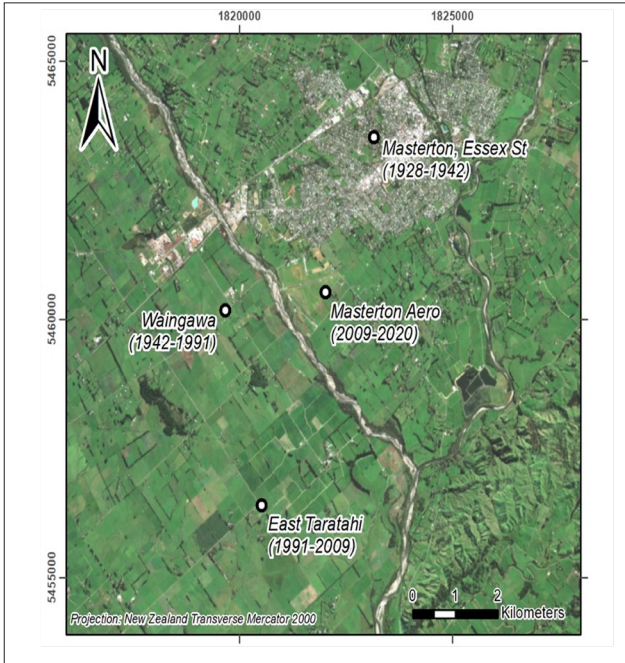 1820000 1825000
5465000
N
Masterton, Essex St
(1928-1942)
Waingawa
(1942-1991)
Masterton Aero
(2009-2020)
5460000
East Taratahi
(1991-2009)
5455000
0 1 2
Kilometers
Projection: New Zealand Transverse Mercator 2000